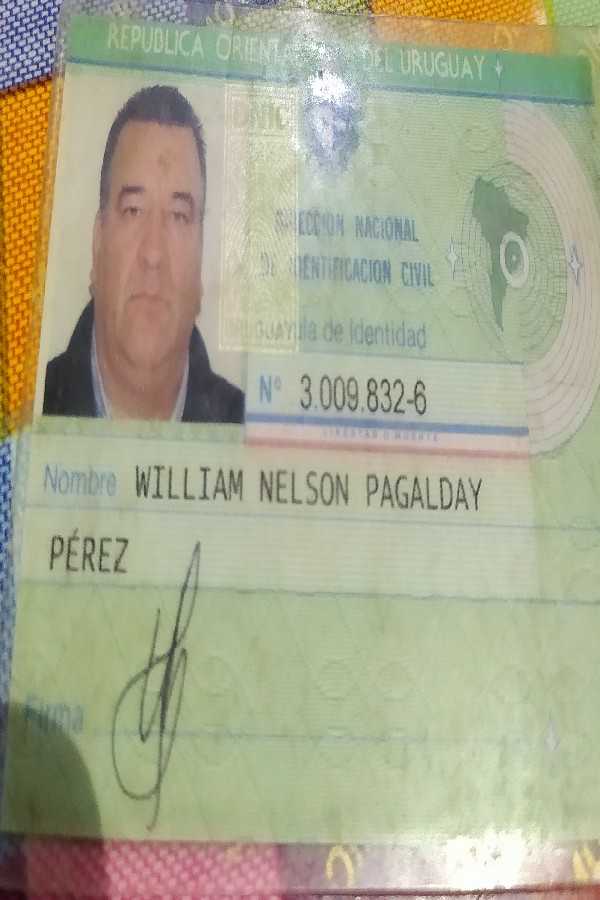 REPUBLICA ORIENTAL DEL URUGUAY
DNIC
DIRECCION NACIONAL
DE IDENTIFICACION CIVIL
de Identidad
Nº 3.009.832-6
LIBERTAD O MUERTE
Nombre WILLIAM NELSON PAGALDAY
PÉREZ
Firma